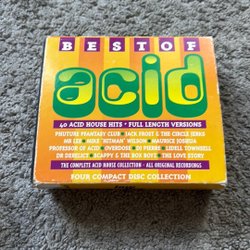 BEST OF
acid
40 ACID HOUSE HITS • FULL LENGTH VERSIONS
PHUTURE PFANTASY CLUB • JACK FROST & THE CIRCLE JERKS
MR LEE • MIKE "HITMAN" WILSON • MAURICE JOSHUA
PROFESSOR OF ACID • OVERDOSE • DJ PIERRE • LIDELL TOWNSELL
DR DERELICT • SCAPPY & THE BOX BOYZ • THE LOVE STORY
THE COMPLETE ACID HOUSE COLLECTION • ALL ORIGINAL RECORDINGS
FOUR COMPACT DISC COLLECTION